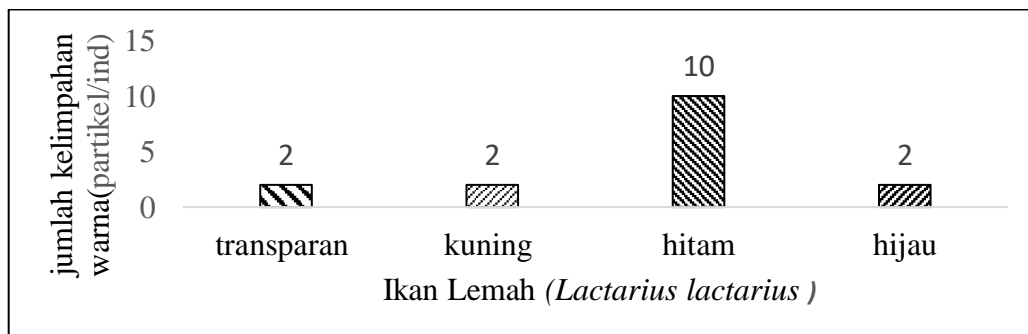 jumlah kelimpahan
warna(partikel/ind)
15
10
5
0
2
2
10
2
transparan
kuning
hitam
hijau
Ikan Lemah (Lactarius lactarius )